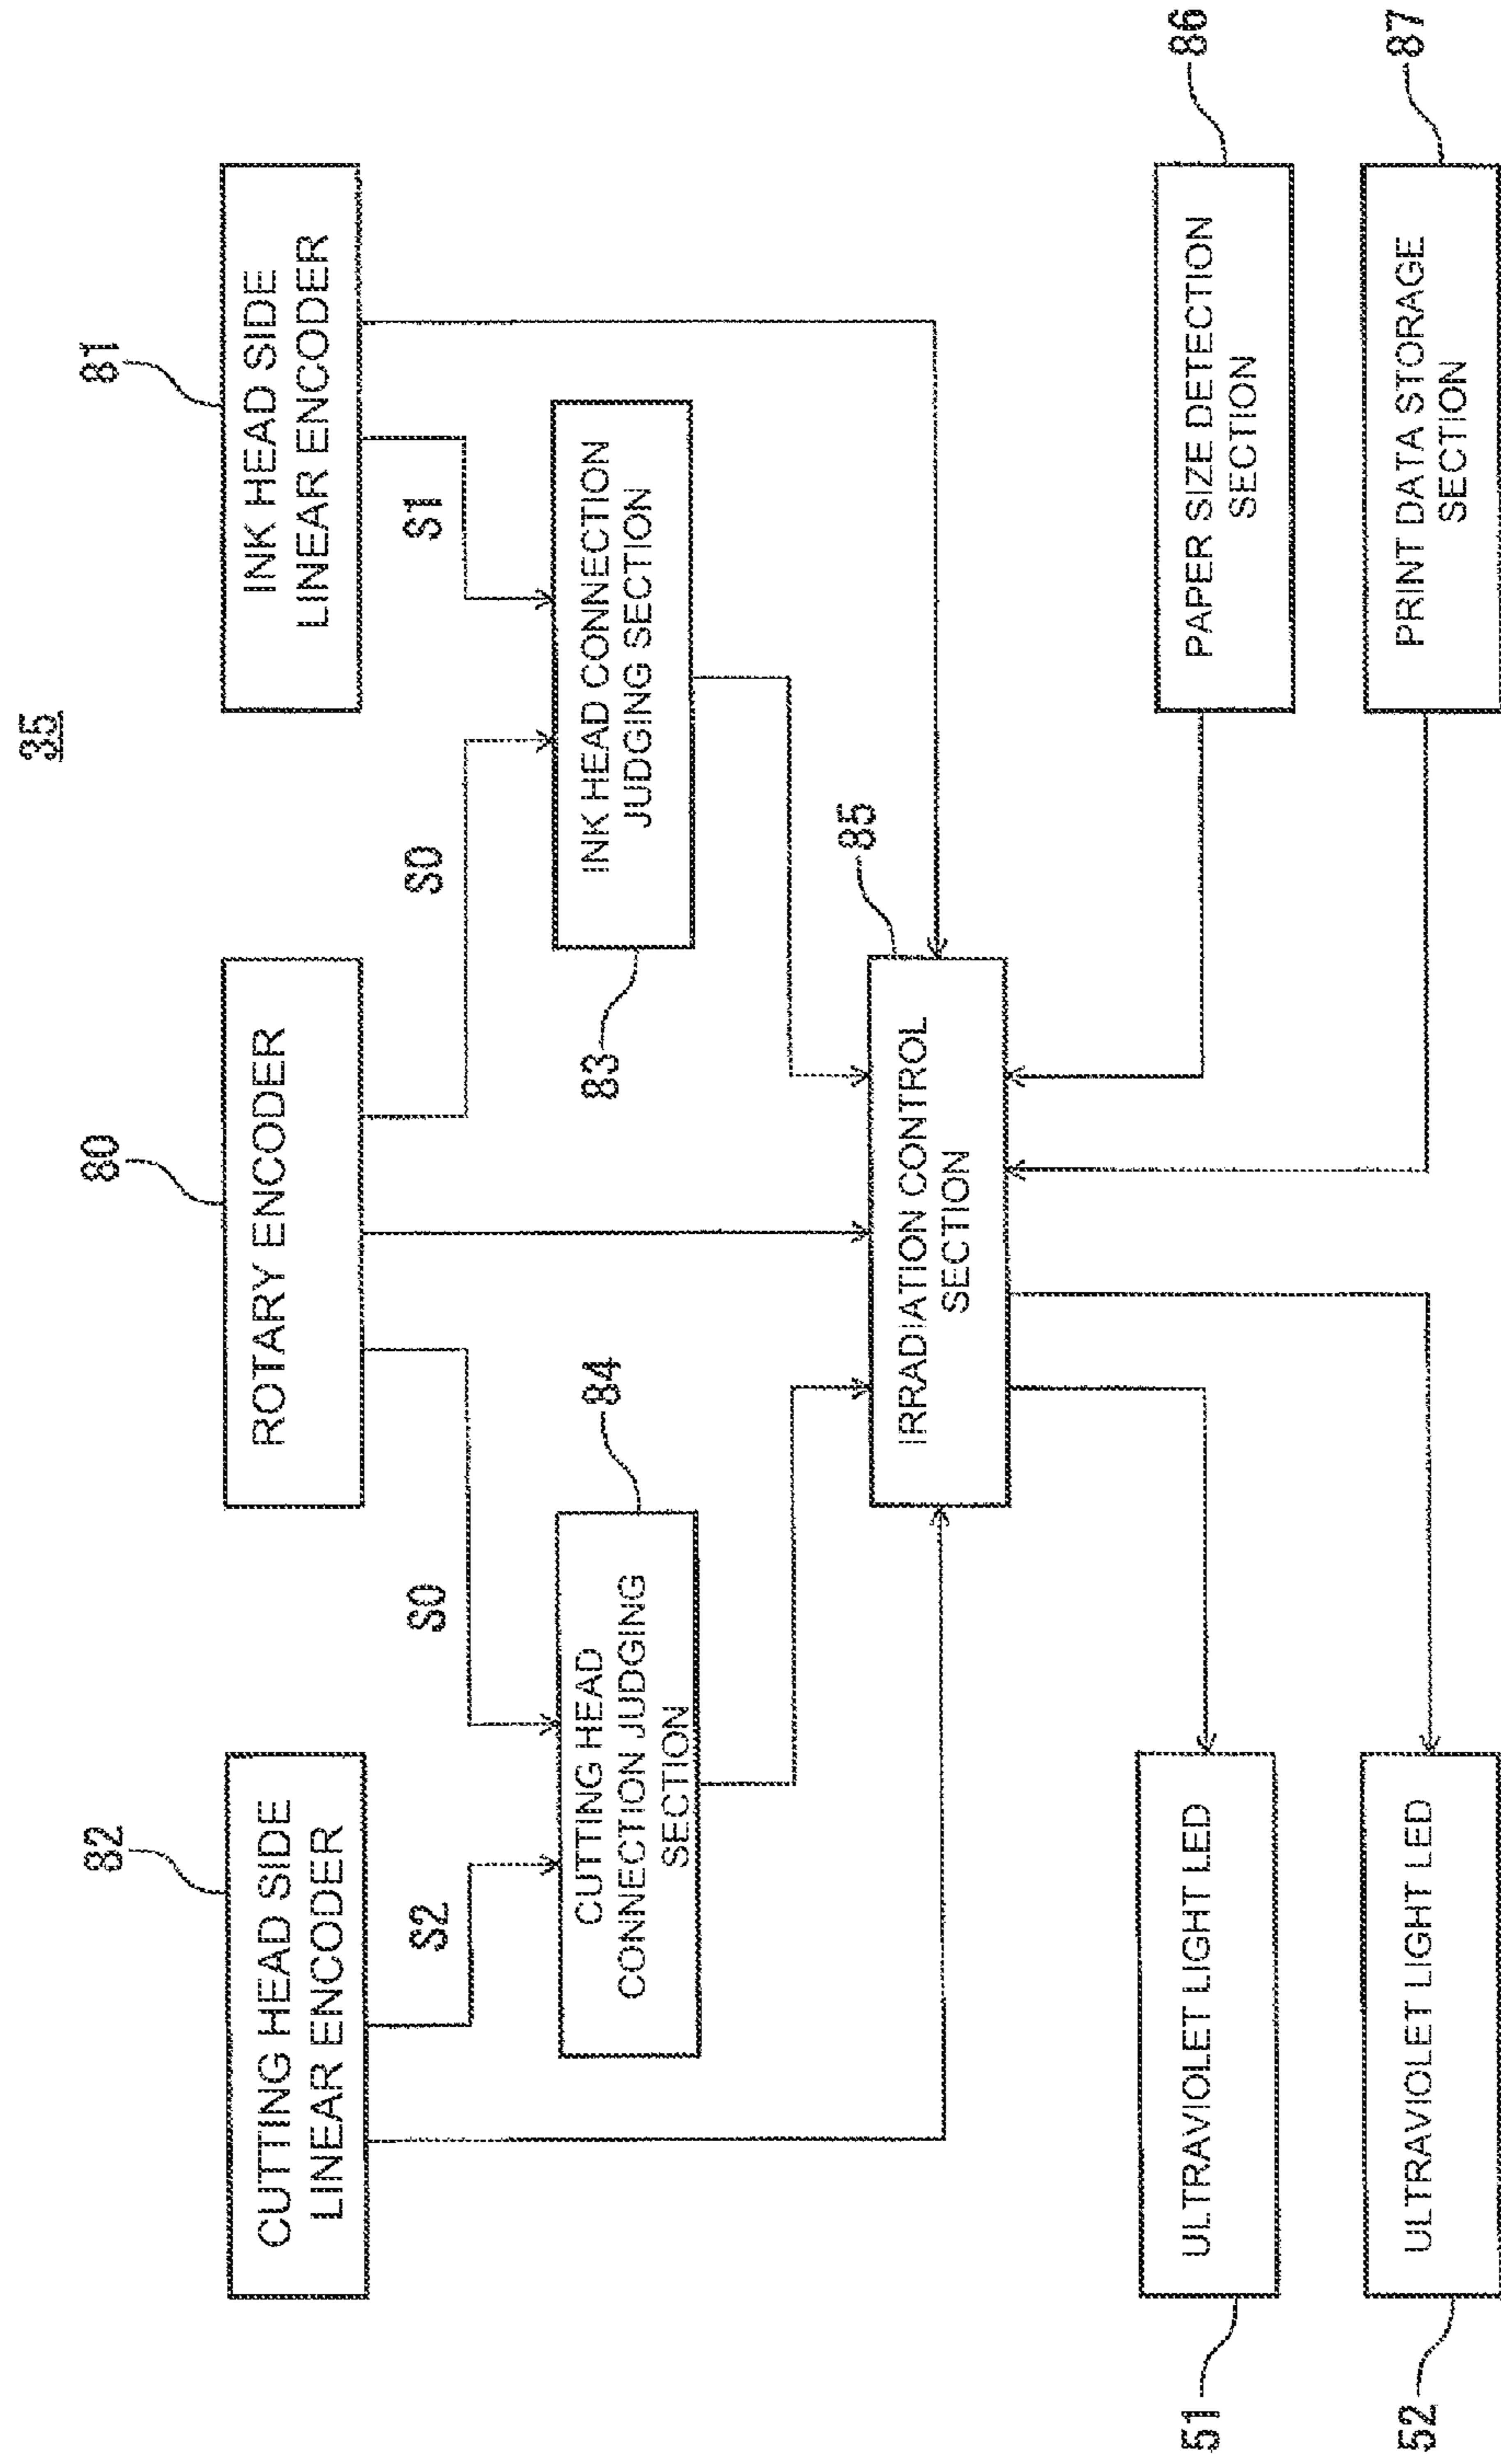 35
82
80
81
CUTTING HEAD SIDE
LINEAR ENCODER
ROTARY ENCODER
INK HEAD SIDE
LINEAR ENCODER
S2
S0
S0
S1
84
83
CUTTING HEAD
CONNECTION JUDGING
SECTION
INK HEAD CONNECTION
JUDGING SECTION
85
IRRADIATION CONTROL
SECTION
51
ULTRAVIOLET LIGHT LED
PAPER SIZE DETECTION
SECTION
86
52
ULTRAVIOLET LIGHT LED
PRINT DATA STORAGE
SECTION
87